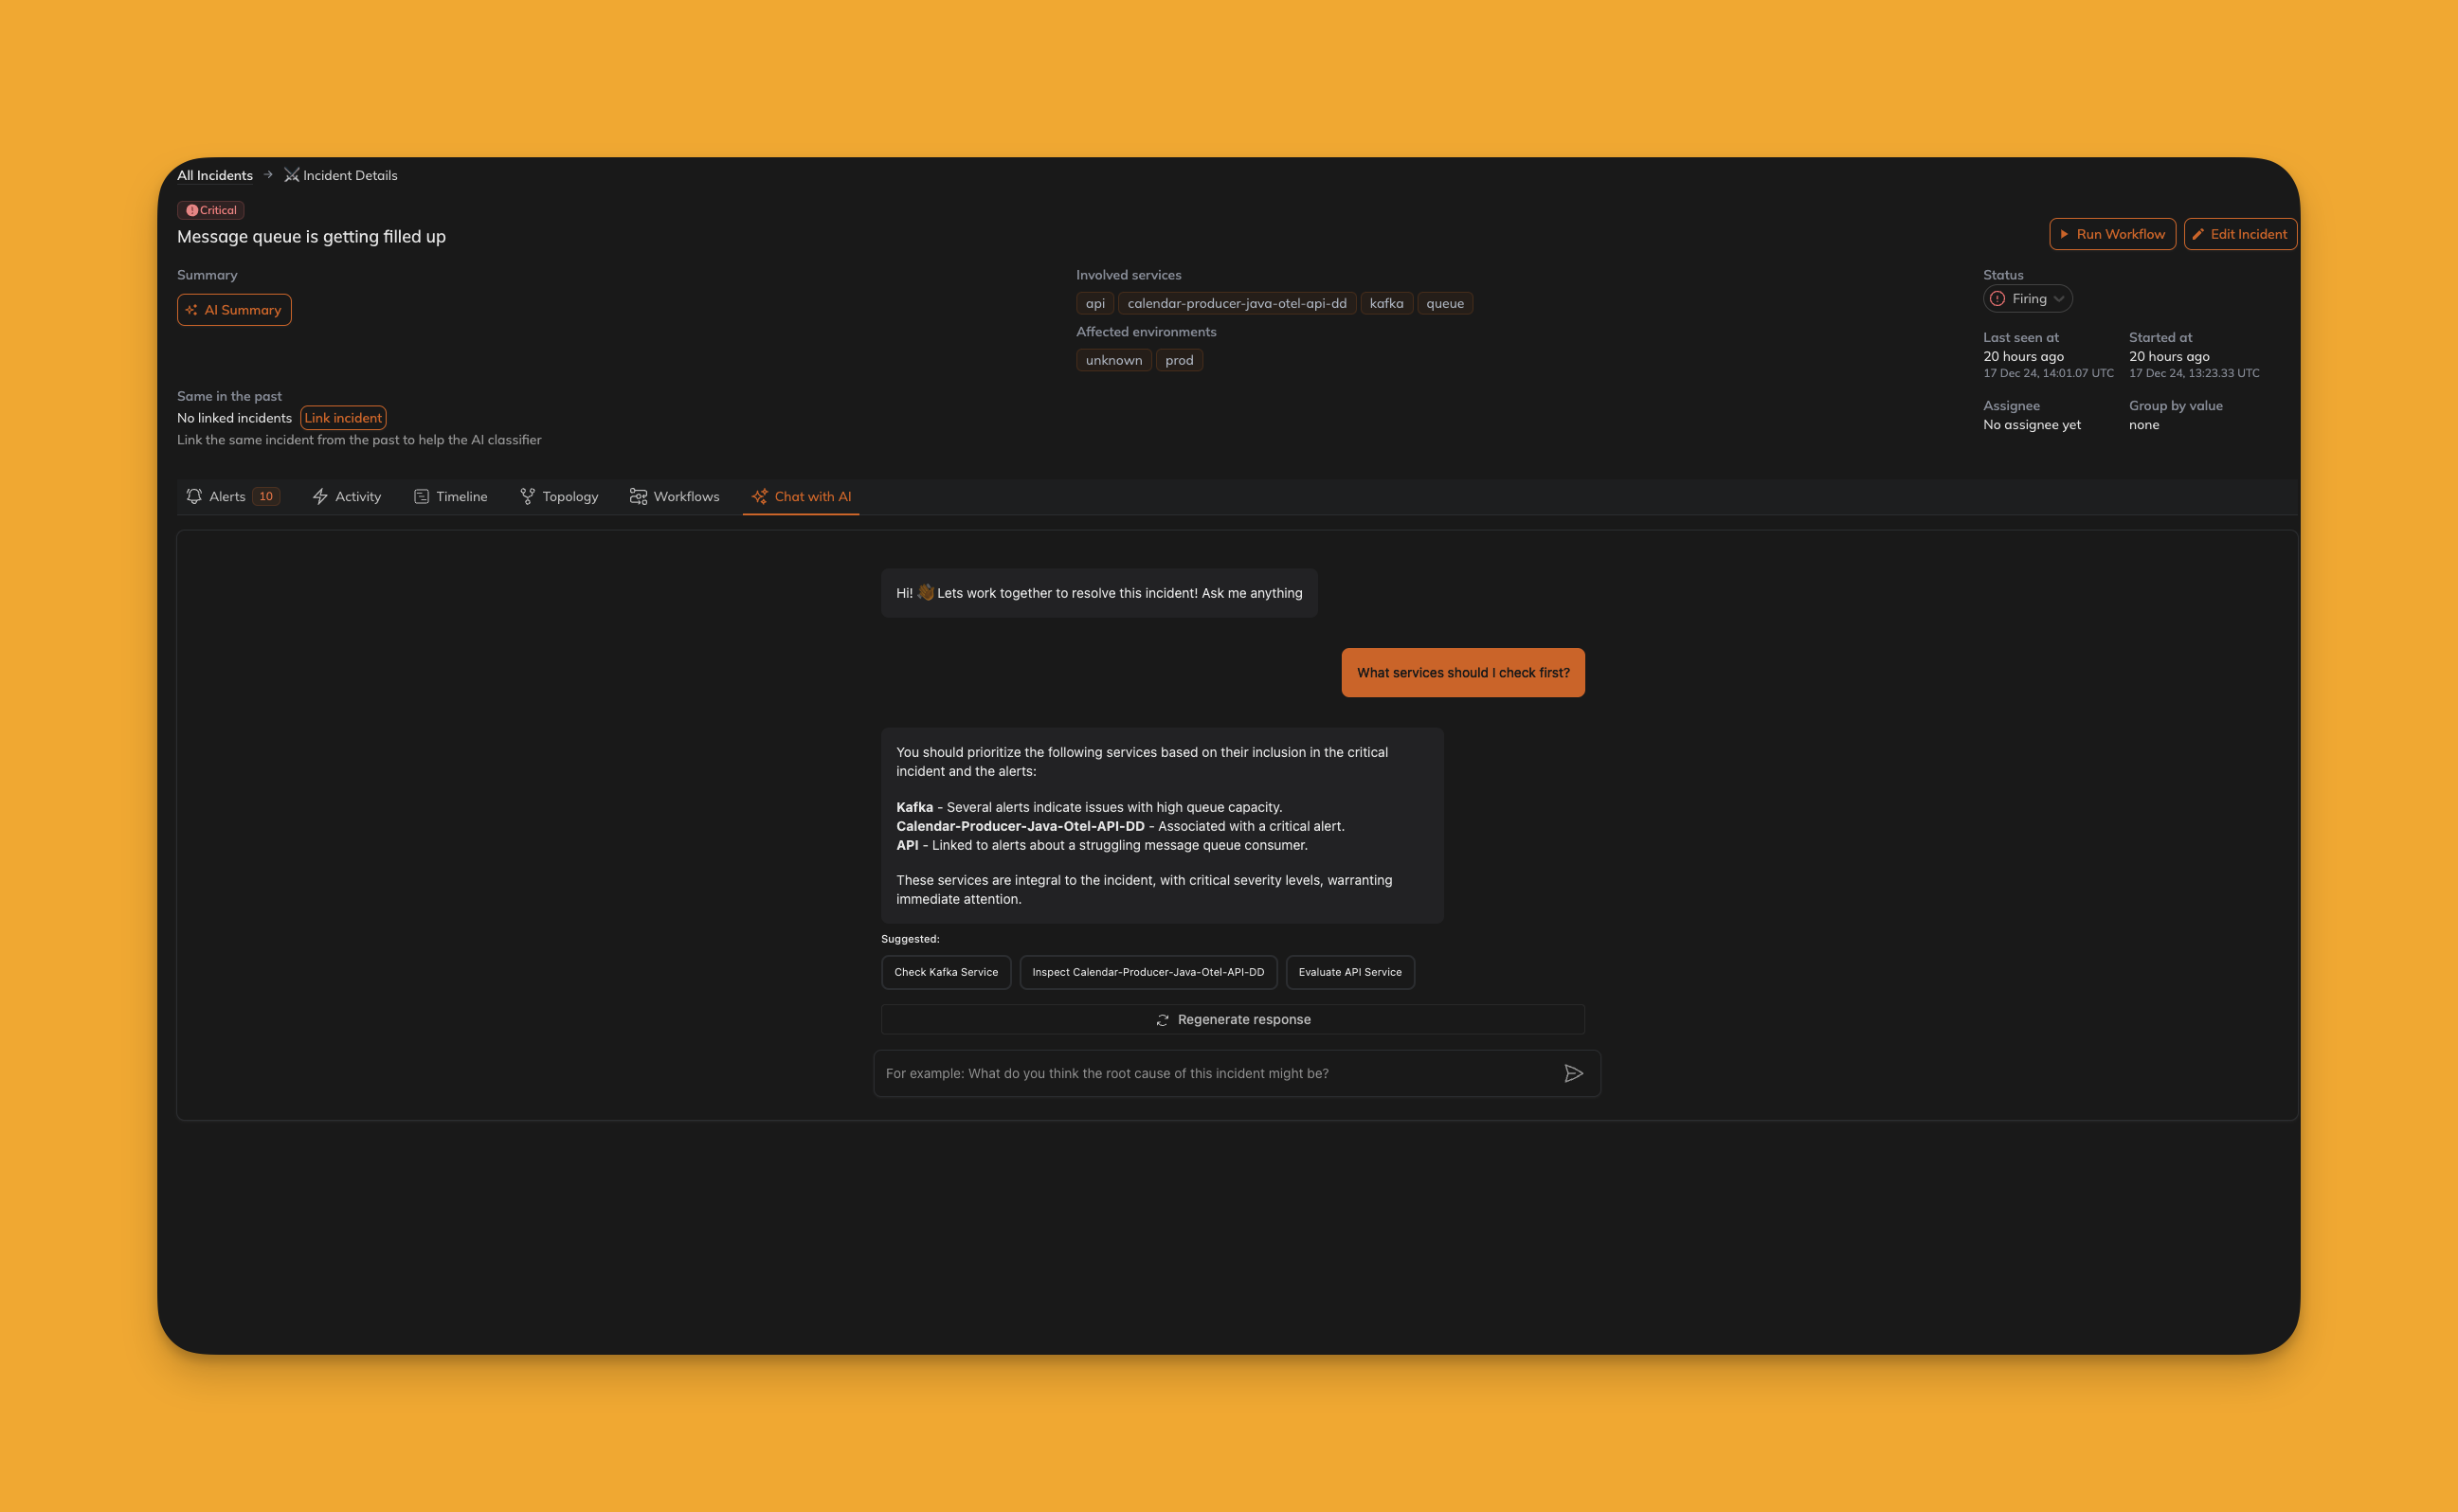 All Incidents → Incident Details
Critical
Message queue is getting filled up
Run Workflow
Edit Incident
Summary
AI Summary
Involved services
api calendar-producer-java-otel-api-dd kafka queue
Affected environments
unknown prod
Status
Firing
Last seen at Started at
20 hours ago 20 hours ago
17 Dec 24, 14:01.07 UTC 17 Dec 24, 13:23.33 UTC
Assignee Group by value
No assignee yet none
Same in the past
No linked incidents Link incident
Link the same incident from the past to help the AI classifier
Alerts 10 Activity Timeline Topology Workflows Chat with AI
Hi! 👋 Lets work together to resolve this incident! Ask me anything
What services should I check first?
You should prioritize the following services based on their inclusion in the critical
incident and the alerts:
Kafka - Several alerts indicate issues with high queue capacity.
Calendar-Producer-Java-Otel-API-DD - Associated with a critical alert.
API - Linked to alerts about a struggling message queue consumer.
These services are integral to the incident, with critical severity levels, warranting
immediate attention.
Suggested:
Check Kafka Service Inspect Calendar-Producer-Java-Otel-API-DD Evaluate API Service
Regenerate response
For example: What do you think the root cause of this incident might be?